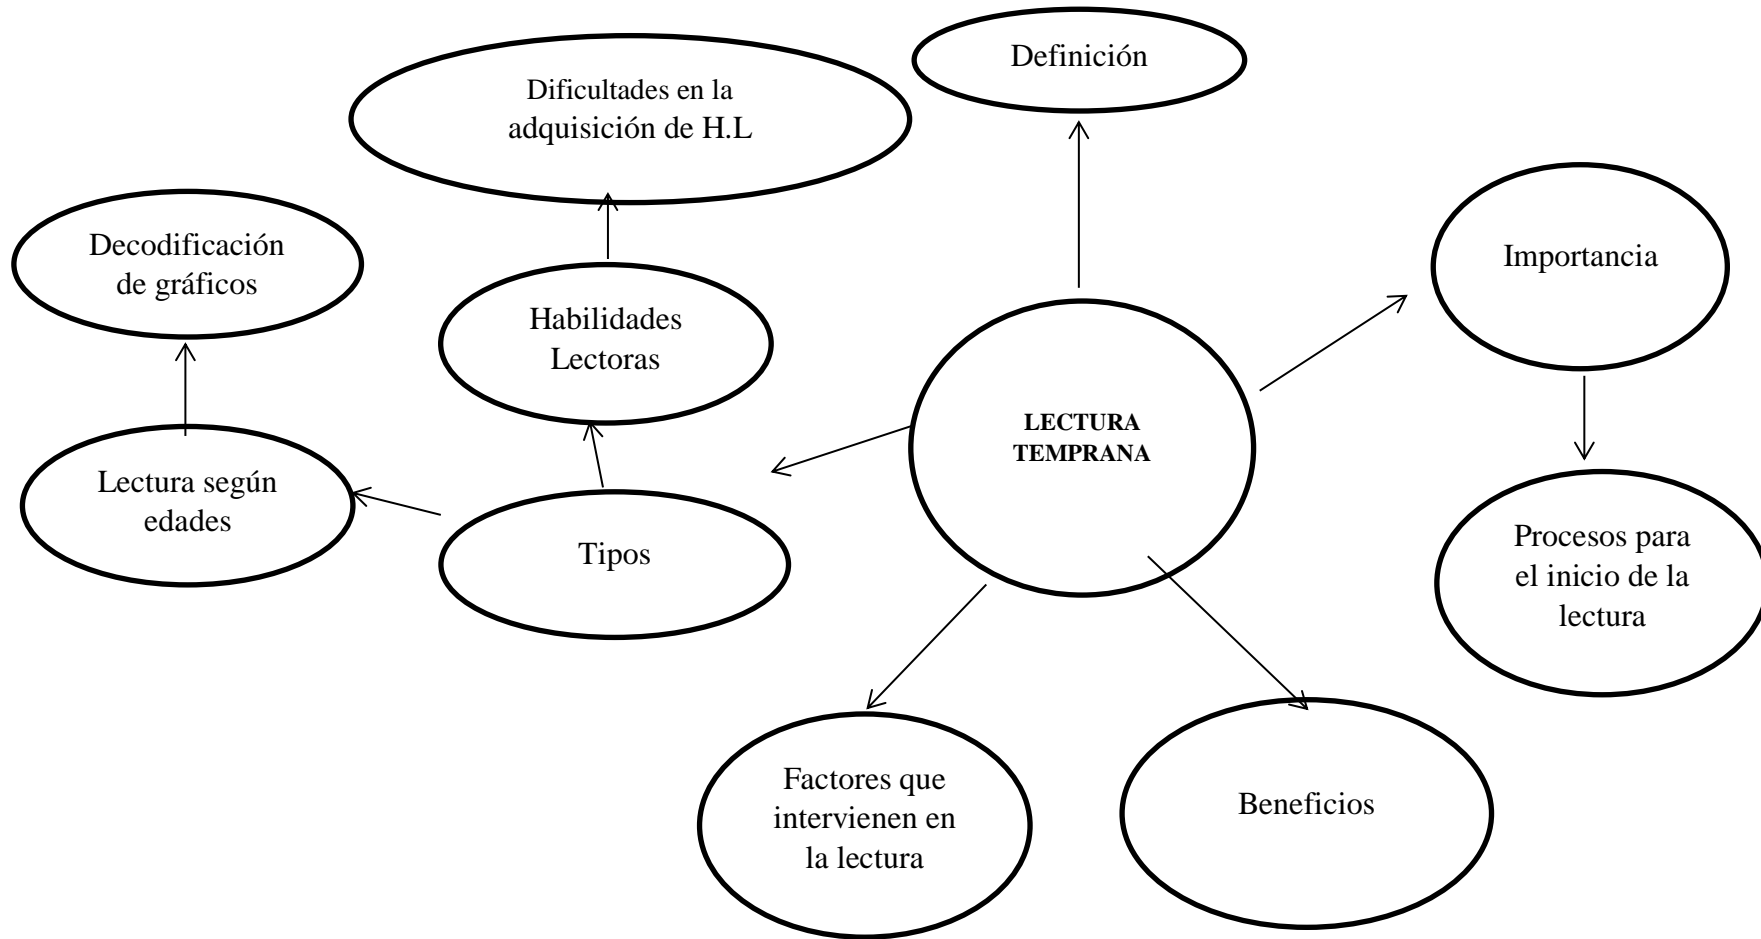 Definición
Dificultades en la
adquisición de H.L
Decodificación
de gráficos
Importancia
Habilidades
Lectoras
LECTURA
TEMPRANA
Lectura según
edades
Tipos
Procesos para
el inicio de la
lectura
Factores que
intervienen en
la lectura
Beneficios